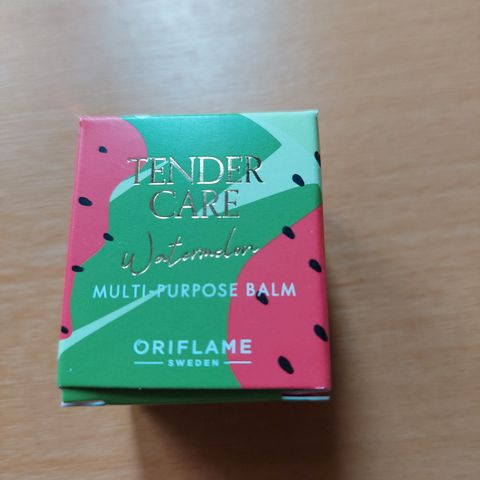 TENDER
CARE
Watermelon
MULTI-PURPOSE BALM
ORIFLAME
SWEDEN